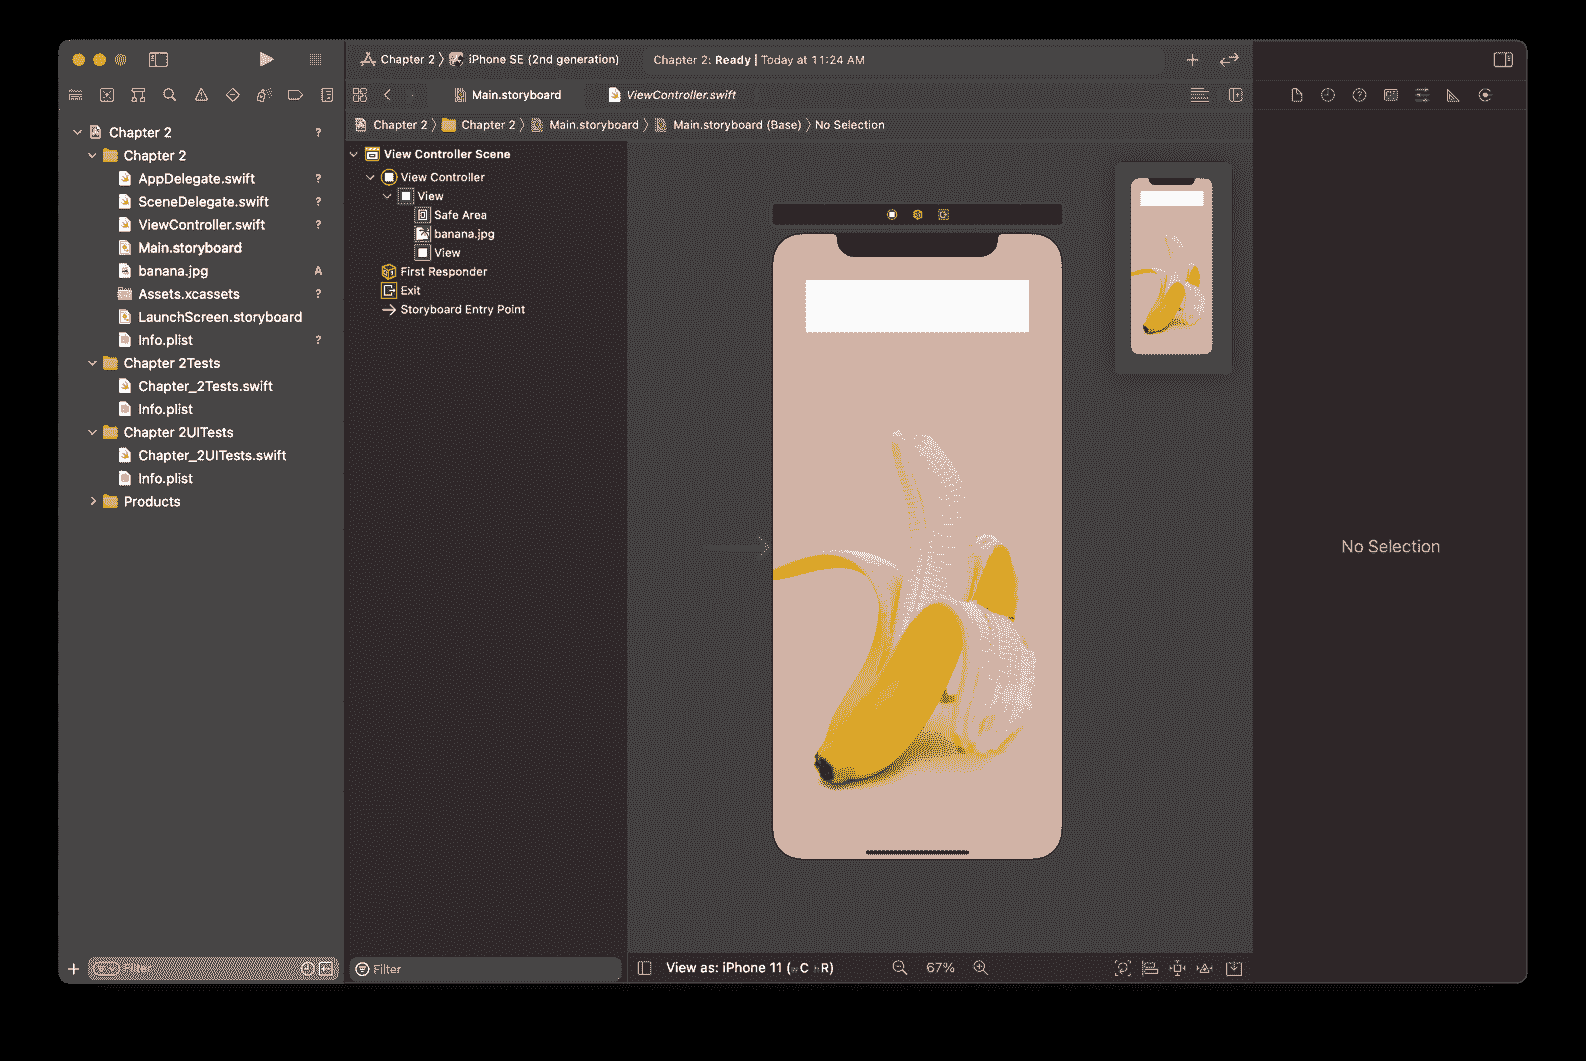 Chapter 2 〉 iPhone SE (2nd generation)
Chapter 2: Ready | Today at 11:24 AM
Main.storyboard
ViewController.swift
Chapter 2 〉 Chapter 2 〉 Main.storyboard 〉 Main.storyboard (Base) 〉 No Selection
Chapter 2 ?
Chapter 2
AppDelegate.swift ?
SceneDelegate.swift ?
ViewController.swift ?
Main.storyboard
banana.jpg A
Assets.xcassets ?
LaunchScreen.storyboard
Info.plist ?
Chapter 2Tests
Chapter_2Tests.swift
Info.plist
Chapter 2UITests
Chapter_2UITests.swift
Info.plist
Products
Filter
View Controller Scene
View Controller
View
Safe Area
banana.jpg
View
First Responder
Exit
Storyboard Entry Point
Filter
View as: iPhone 11 (wC hR)
67%
No Selection